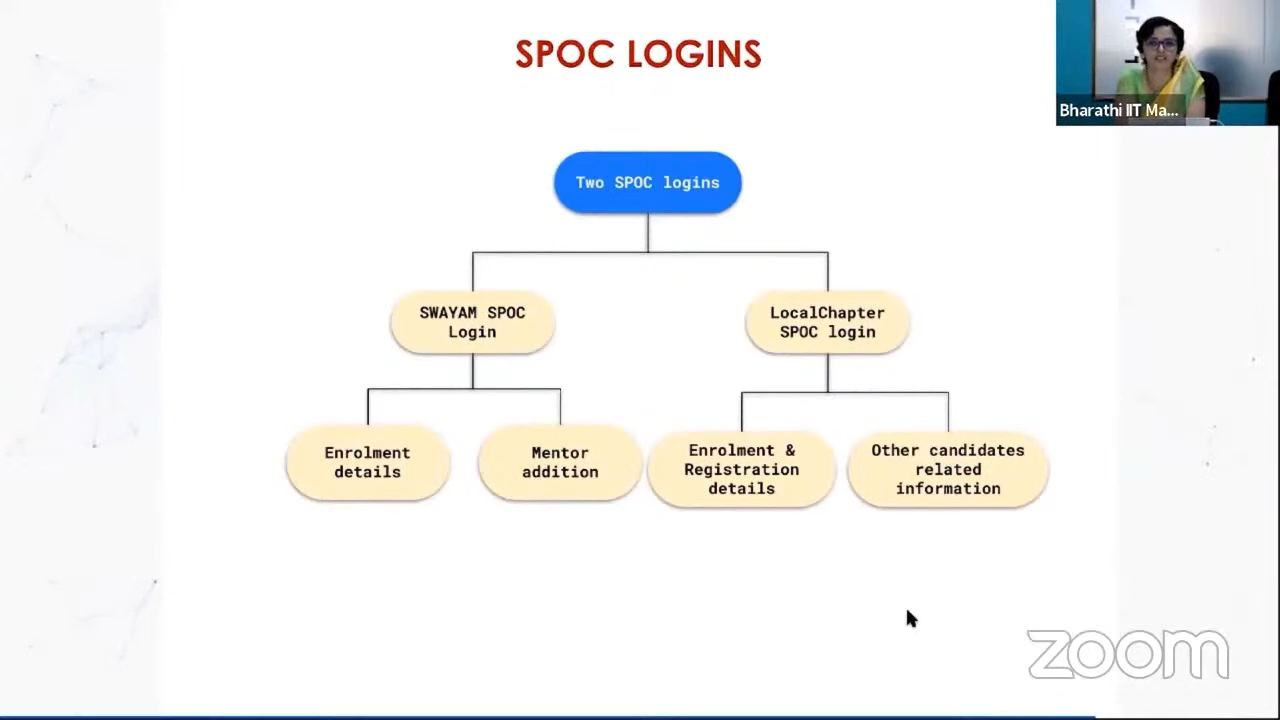 SPOC LOGINS
Bharathi IIT Ma...
Two SPOC logins
SWAYAM SPOC
Login
LocalChapter
SPOC login
Enrolment
details
Mentor
addition
Enrolment &
Registration
details
Other candidates
related
information
zoom